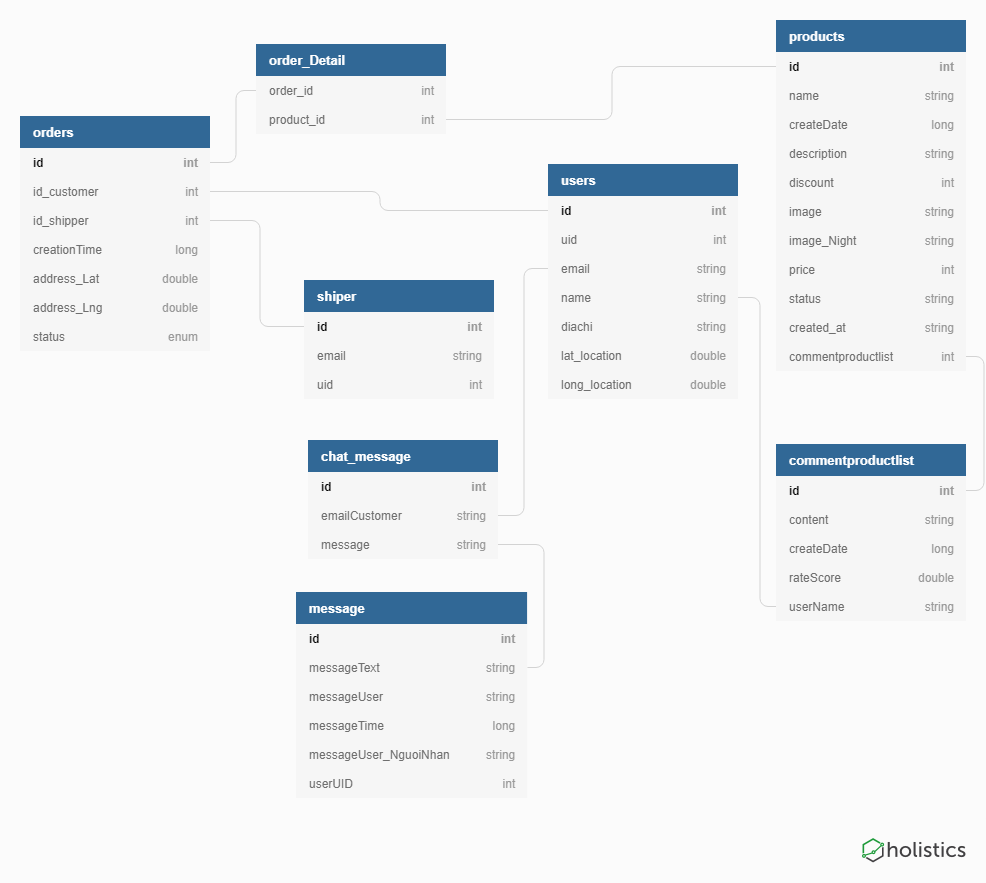 order_Detail
order_id int
product_id int
products
id int
name string
createDate long
description string
discount int
image string
image_Night string
price int
status string
created_at string
commentproductlist int
orders
id int
id_customer int
id_shipper int
creationTime long
address_Lat double
address_Lng double
status enum
users
id int
uid int
email string
name string
diachi string
lat_location double
long_location double
shiper
id int
email string
uid int
chat_message
id int
emailCustomer string
message string
commentproductlist
id int
content string
createDate long
rateScore double
userName string
message
id int
messageText string
messageUser string
messageTime long
messageUser_NguoiNhan string
userUID int
holistics